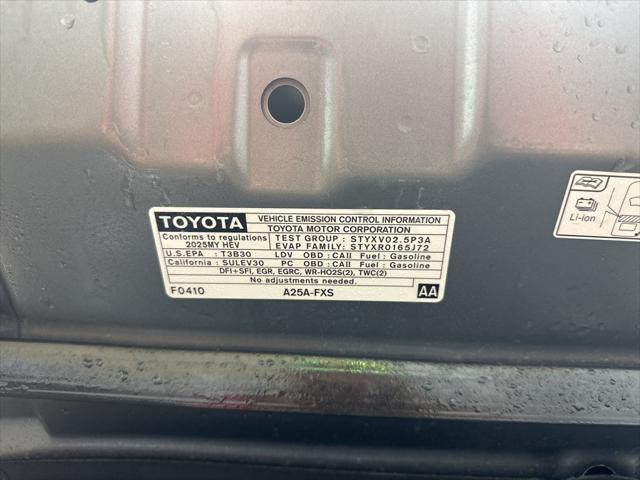 TOYOTA
VEHICLE EMISSION CONTROL INFORMATION
TOYOTA MOTOR CORPORATION
Conforms to regulations
2025MY HEV
TEST GROUP : STYXV02.5P3A
EVAP FAMILY: STYXR0165J72
U.S.EPA : T3B30 LDV OBD : CAII Fuel : Gasoline
California : SULEV30 PC OBD : CAII Fuel : Gasoline
DFI+SFI, EGR, EGRC, WR-HO2S(2), TWC(2)
No adjustments needed.
F0410 A25A-FXS AA
Li-ion